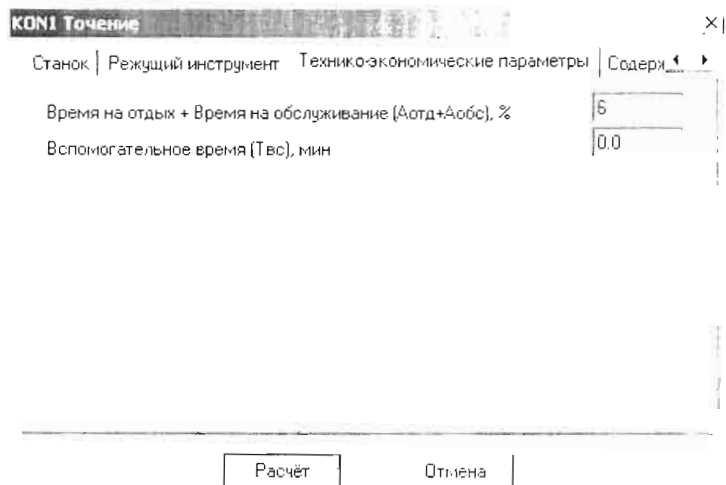 KON1 Точение
Станок Режущий инструмент Технико-экономические параметры Содерж
Время на отдых + Время на обслуживание (Аотд+Аобс), % 6
Вспомогательное время (Твс), мин 0.0
Расчёт Отмена